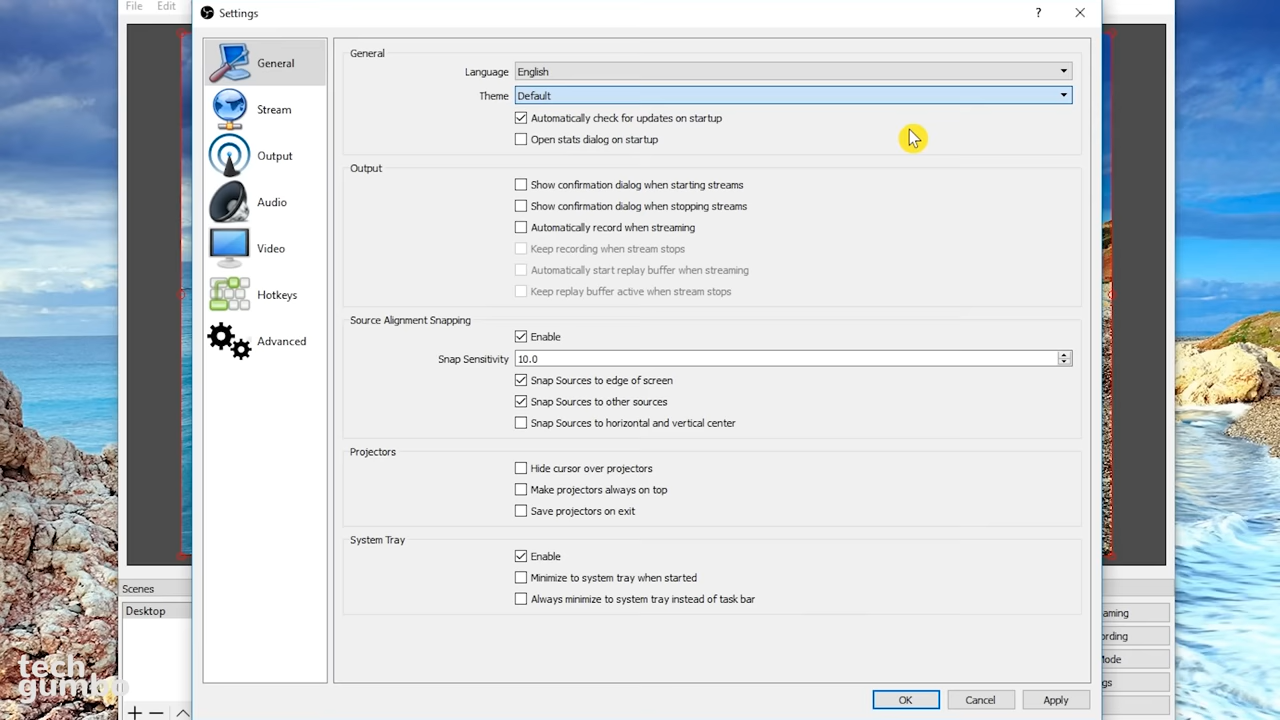 File Edit
Settings
?
General
Stream
Output
Audio
Video
Hotkeys
Advanced
General
Language English
Theme Default
Automatically check for updates on startup
Open stats dialog on startup
Output
Show confirmation dialog when starting streams
Show confirmation dialog when stopping streams
Automatically record when streaming
Keep recording when stream stops
Automatically start replay buffer when streaming
Keep replay buffer active when stream stops
Source Alignment Snapping
Enable
Snap Sensitivity 10.0
Snap Sources to edge of screen
Snap Sources to other sources
Snap Sources to horizontal and vertical center
Projectors
Hide cursor over projectors
Make projectors always on top
Save projectors on exit
System Tray
Enable
Minimize to system tray when started
Always minimize to system tray instead of task bar
OK Cancel Apply
Scenes
Desktop
aming
ording
Mode
gs
tech
gumbo